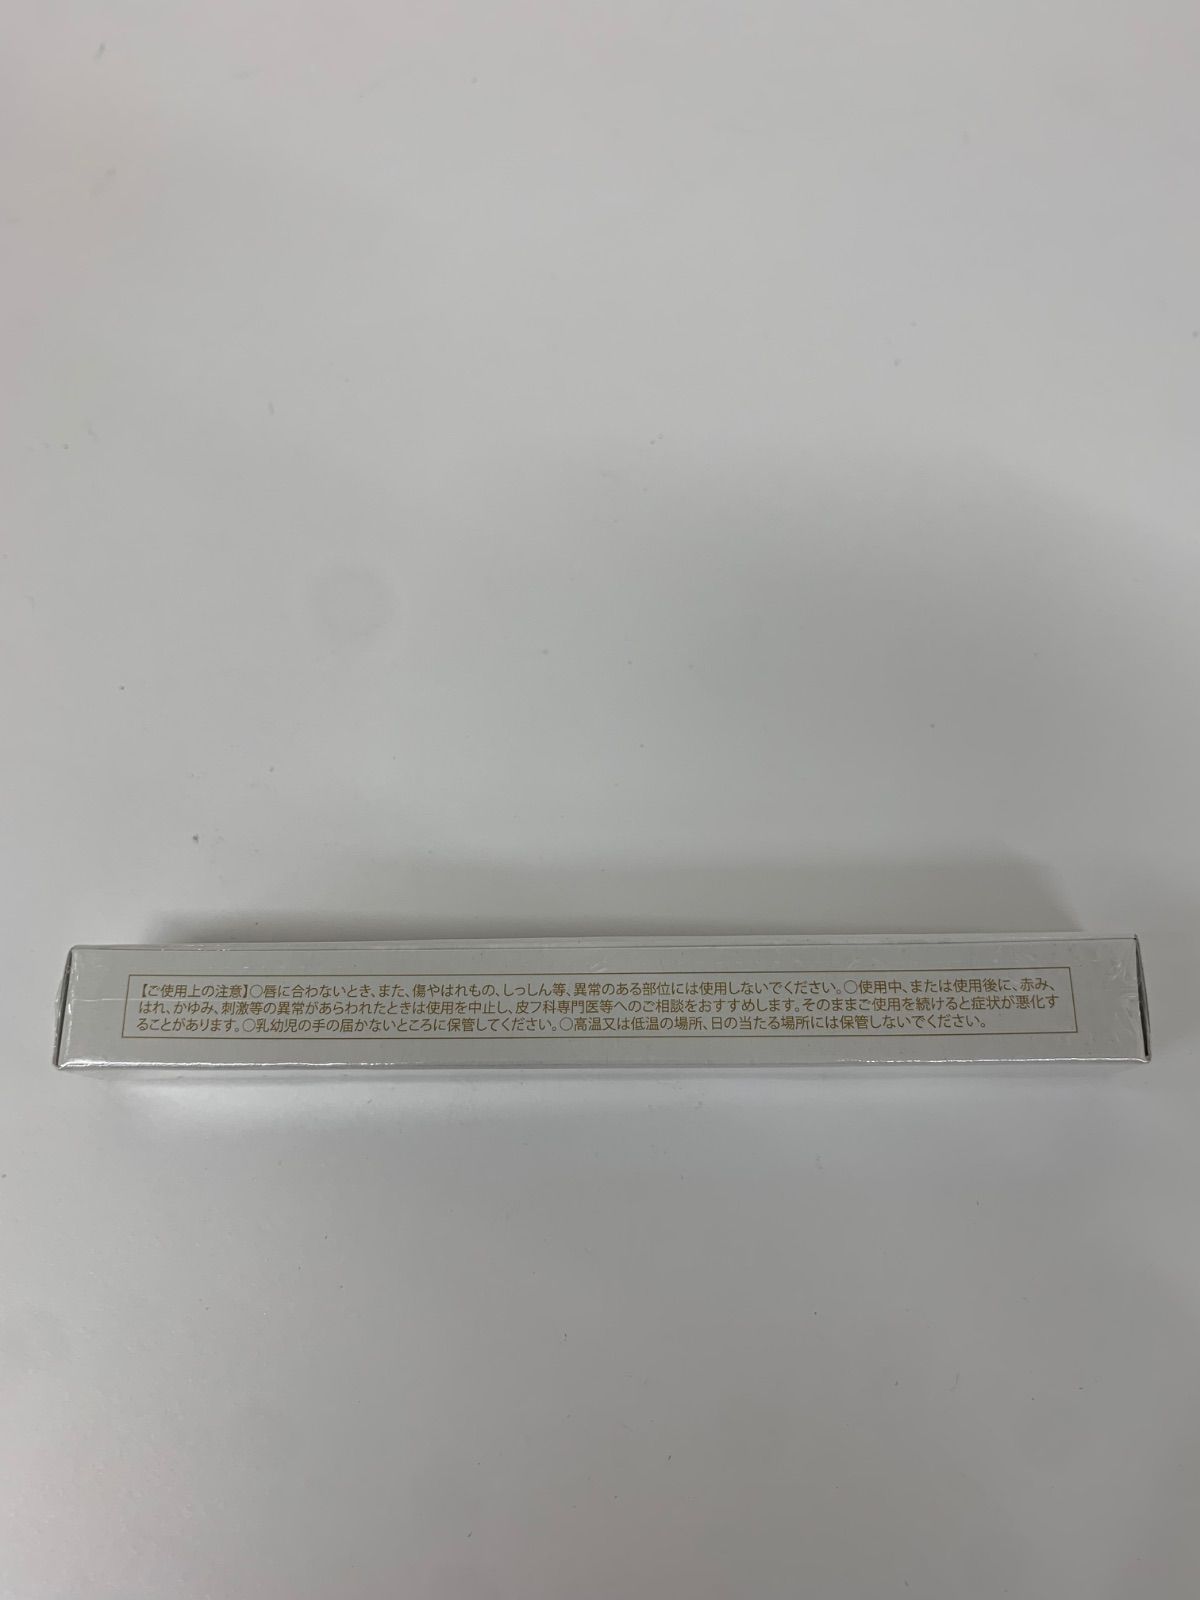 【ご使用上の注意】○唇に合わないとき、また、傷やはれもの、しっしん等、異常のある部位には使用しないでください。○使用中、または使用後に、赤み、
はれ、かゆみ、刺激等の異常があらわれたときは使用を中止し、皮フ科専門医等へのご相談をおすすめします。そのままご使用を続けると症状が悪化す
ることがあります。○乳幼児の手の届かないところに保管してください。○高温又は低温の場所、日の当たる場所には保管しないでください。